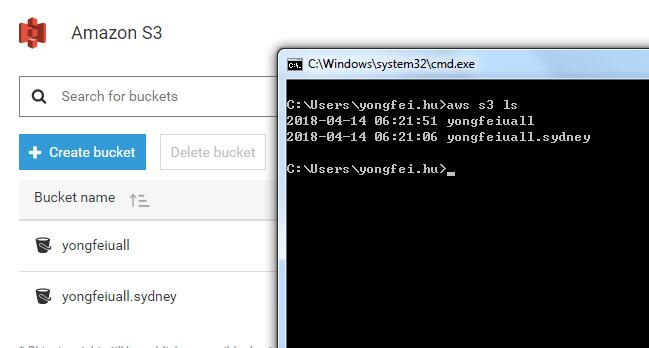 Amazon S3
Search for buckets
+ Create bucket
Delete bucket
Bucket name
yongfeiuall
yongfeiuall.sydney
C:\Windows\system32\cmd.exe
C:\Users\yongfei.hu>aws s3 ls
2018-04-14 06:21:51 yongfeiuall
2018-04-14 06:21:06 yongfeiuall.sydney
C:\Users\yongfei.hu>_